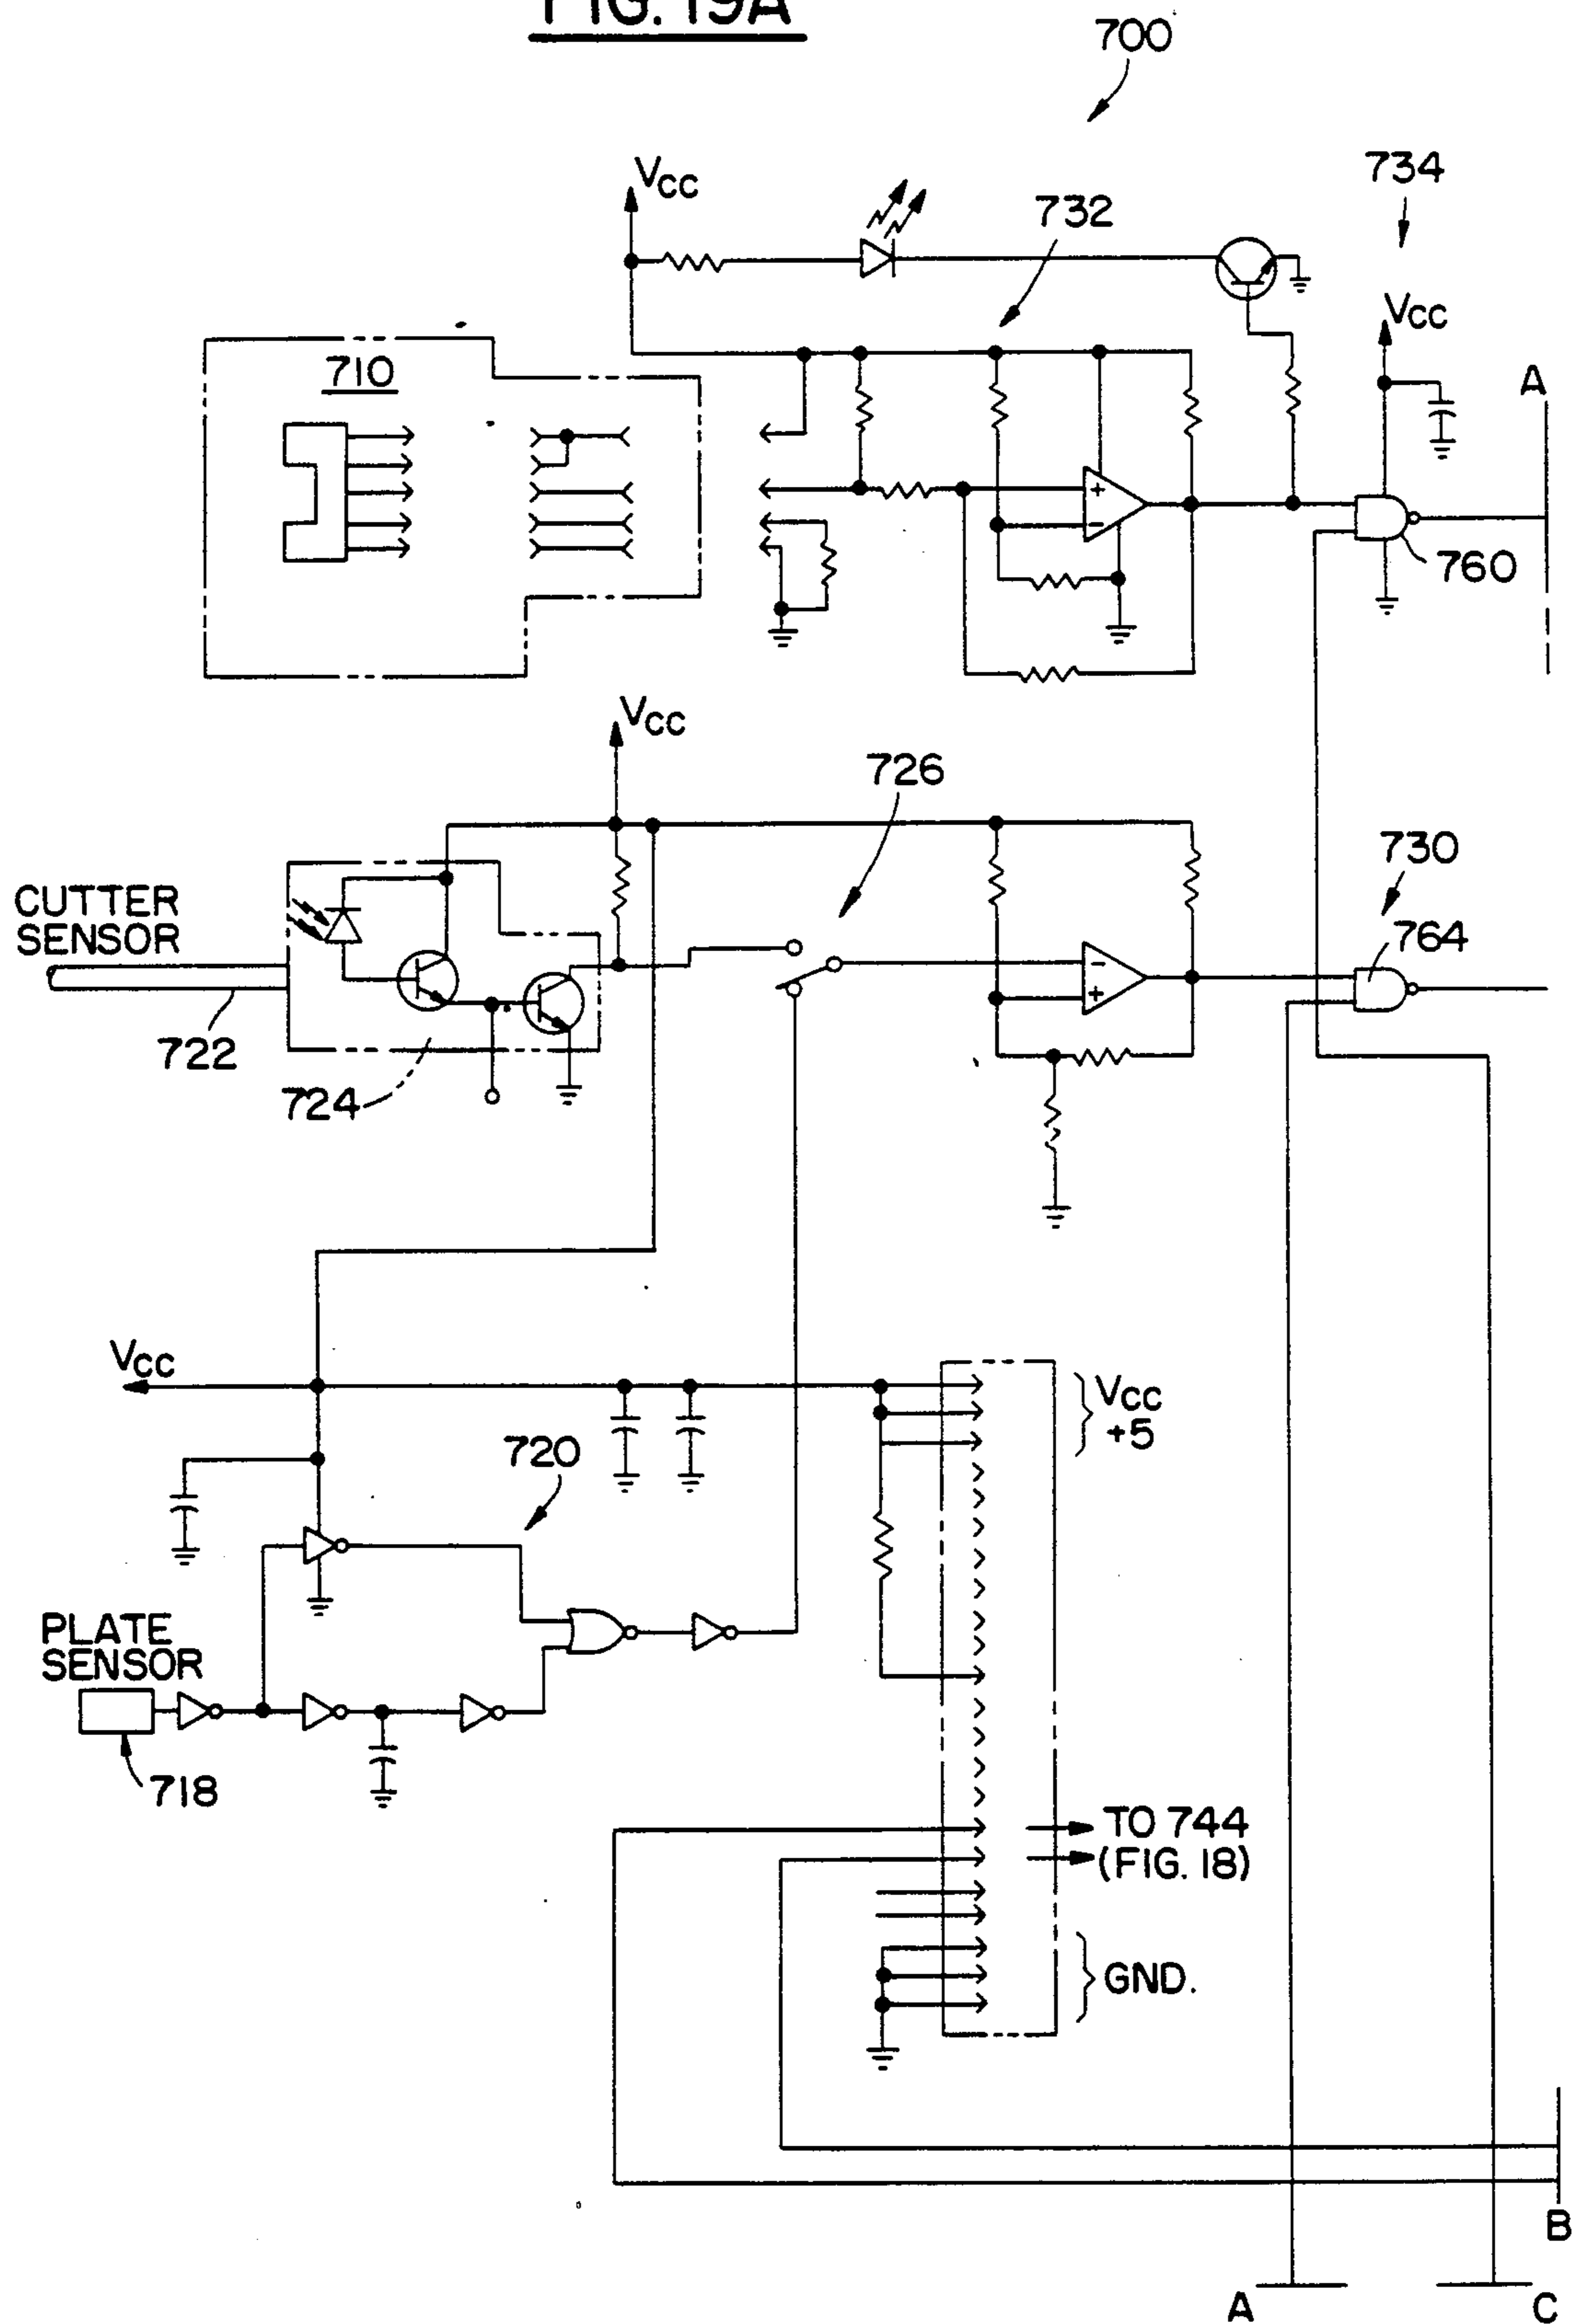 FIG. 19A
700
734
VCC
732
VCC
710
A
+
-
760
VCC
726
730
CUTTER
SENSOR
764
-
+
722
724
VCC
VCC
+5
720
PLATE
SENSOR
718
TO 744
(FIG. 18)
GND.
B
A
C